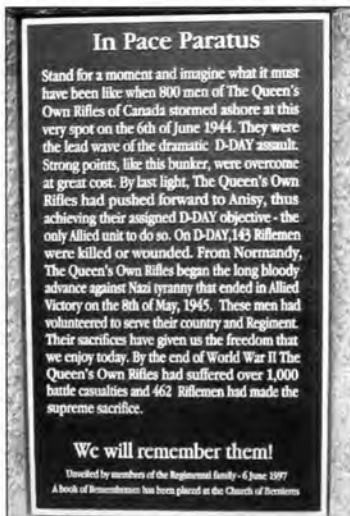 In Pace Paratus
Stand for a moment and imagine what it must
have been like when 800 men of The Queen's
Own Rifles of Canada stormed ashore at this
very spot on the 6th of June 1944. They were
the lead wave of the dramatic D-DAY assault.
Strong points, like this bunker, were overcome
at great cost. By last light, The Queen's Own
Rifles had pushed forward to Anisy, thus
achieving their assigned D-DAY objective - the
only Allied unit to do so. On D-DAY,143 Riflemen
were killed or wounded. From Normandy,
The Queen's Own Rifles began the long bloody
advance against Nazi tyranny that ended in Allied
Victory on the 8th of May, 1945. These men had
volunteered to serve their country and Regiment.
Their sacrifices have given us the freedom that
we enjoy today. By the end of World War II The
Queen's Own Rifles had suffered over 1,000
battle casualties and 462 Riflemen had made the
supreme sacrifice.
We will remember them!
Unveiled by members of the Regimental family - 6 June 1997
A book of Remembrance has been placed at the Church of Bernieres